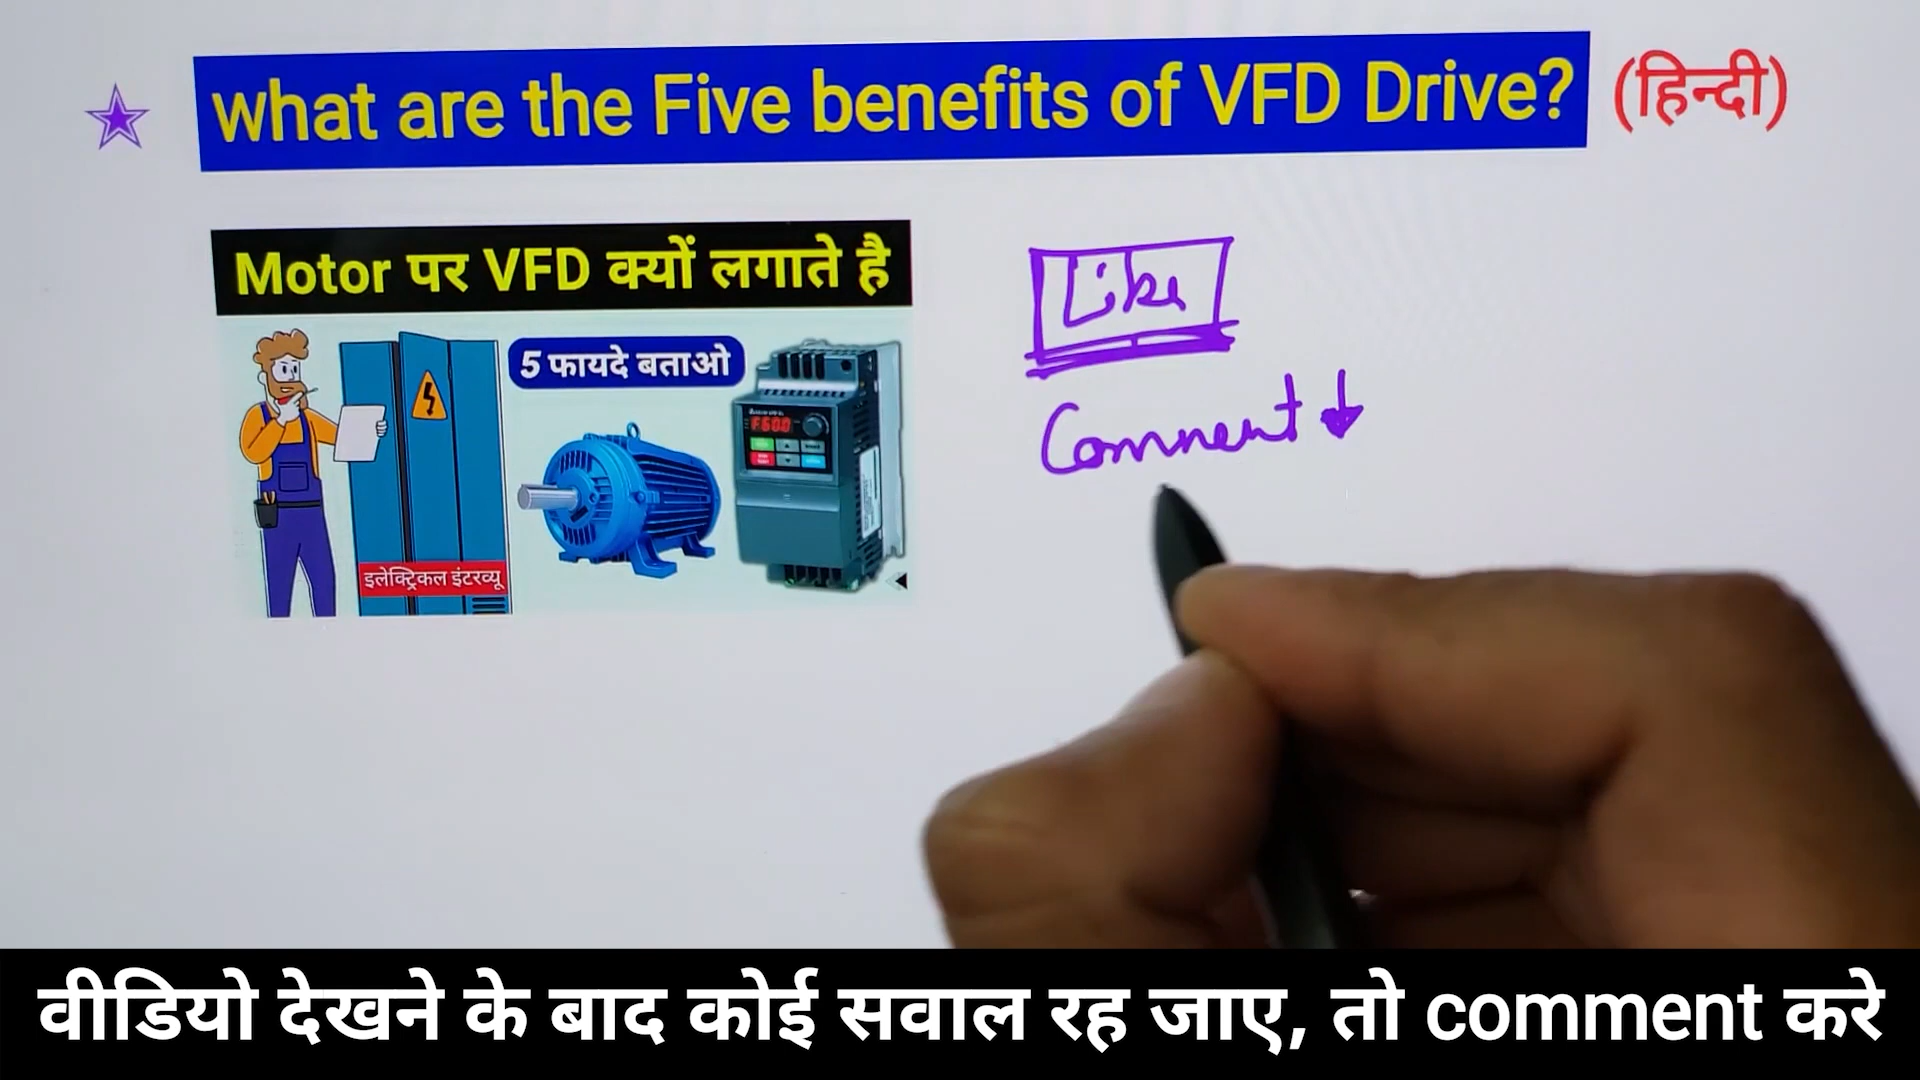 What are the Five benefits of VFD Drive? (हिन्दी)
Motor पर VFD क्यों लगाते है
5 फायदे बताओ
F60.0
इलेक्ट्रिकल इंटरव्यू
Like
Comment
वीडियो देखने के बाद कोई सवाल रह जाए, तो comment करे